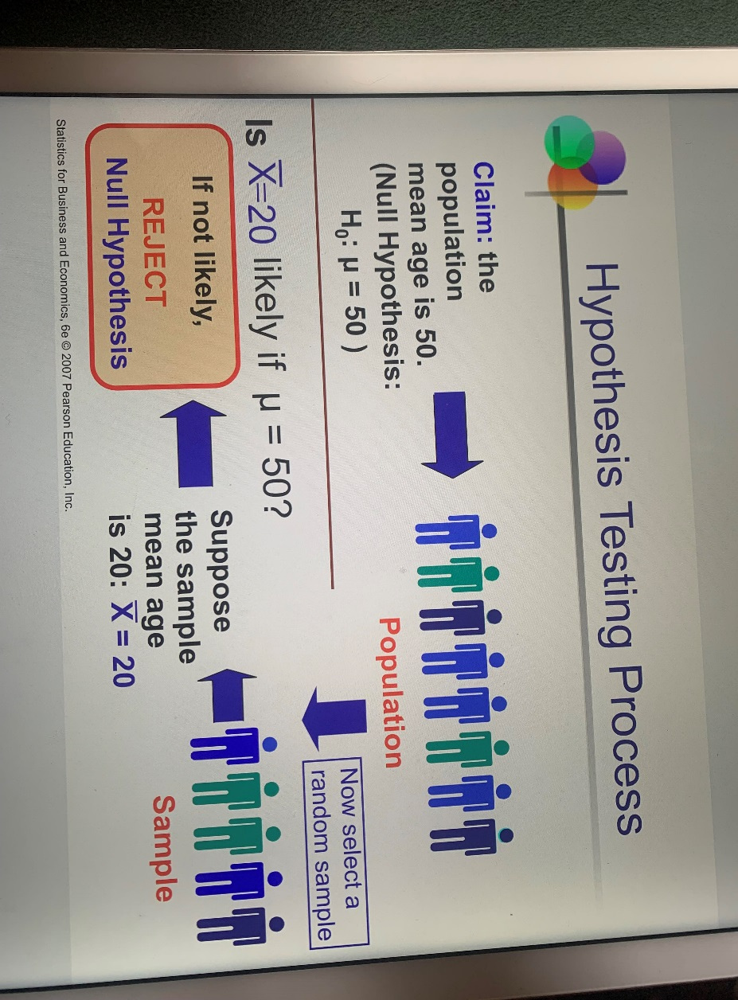 Hypothesis Testing Process
Claim: the
population
mean age is 50.
(Null Hypothesis:
H₀: μ = 50 )
Population
Now select a
random sample
Is X̅=20 likely if μ = 50?
Suppose
the sample
mean age
is 20: X̅ = 20
Sample
If not likely,
REJECT
Null Hypothesis
Statistics for Business and Economics, 6e © 2007 Pearson Education, Inc.